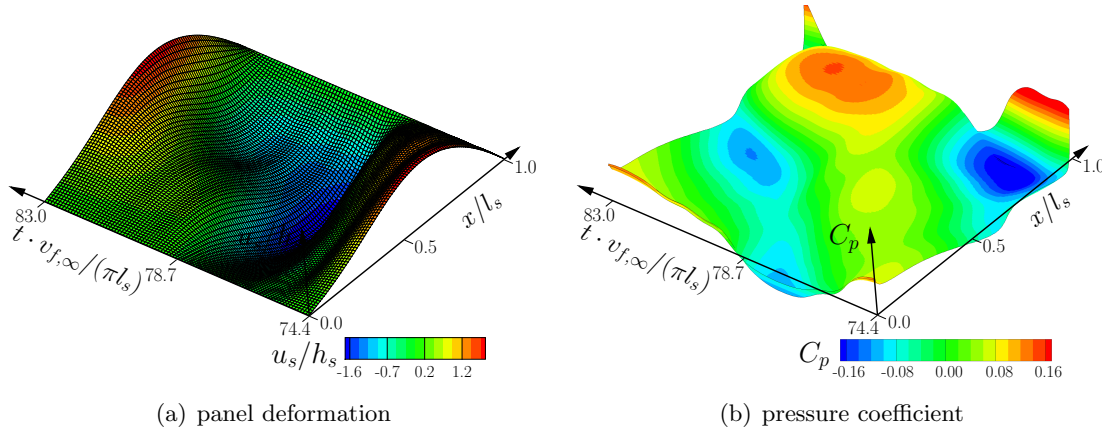 1.0
x/l_s
0.5
83.0
t · v_{f,∞}/(πl_s)
78.7
74.4
0.0
u_s/h_s
-1.6 -0.7 0.2 1.2
(a) panel deformation
1.0
x/l_s
0.5
83.0
t · v_{f,∞}/(πl_s)
C_p
78.7
74.4
0.0
C_p
-0.16 -0.08 0.00 0.08 0.16
(b) pressure coefficient